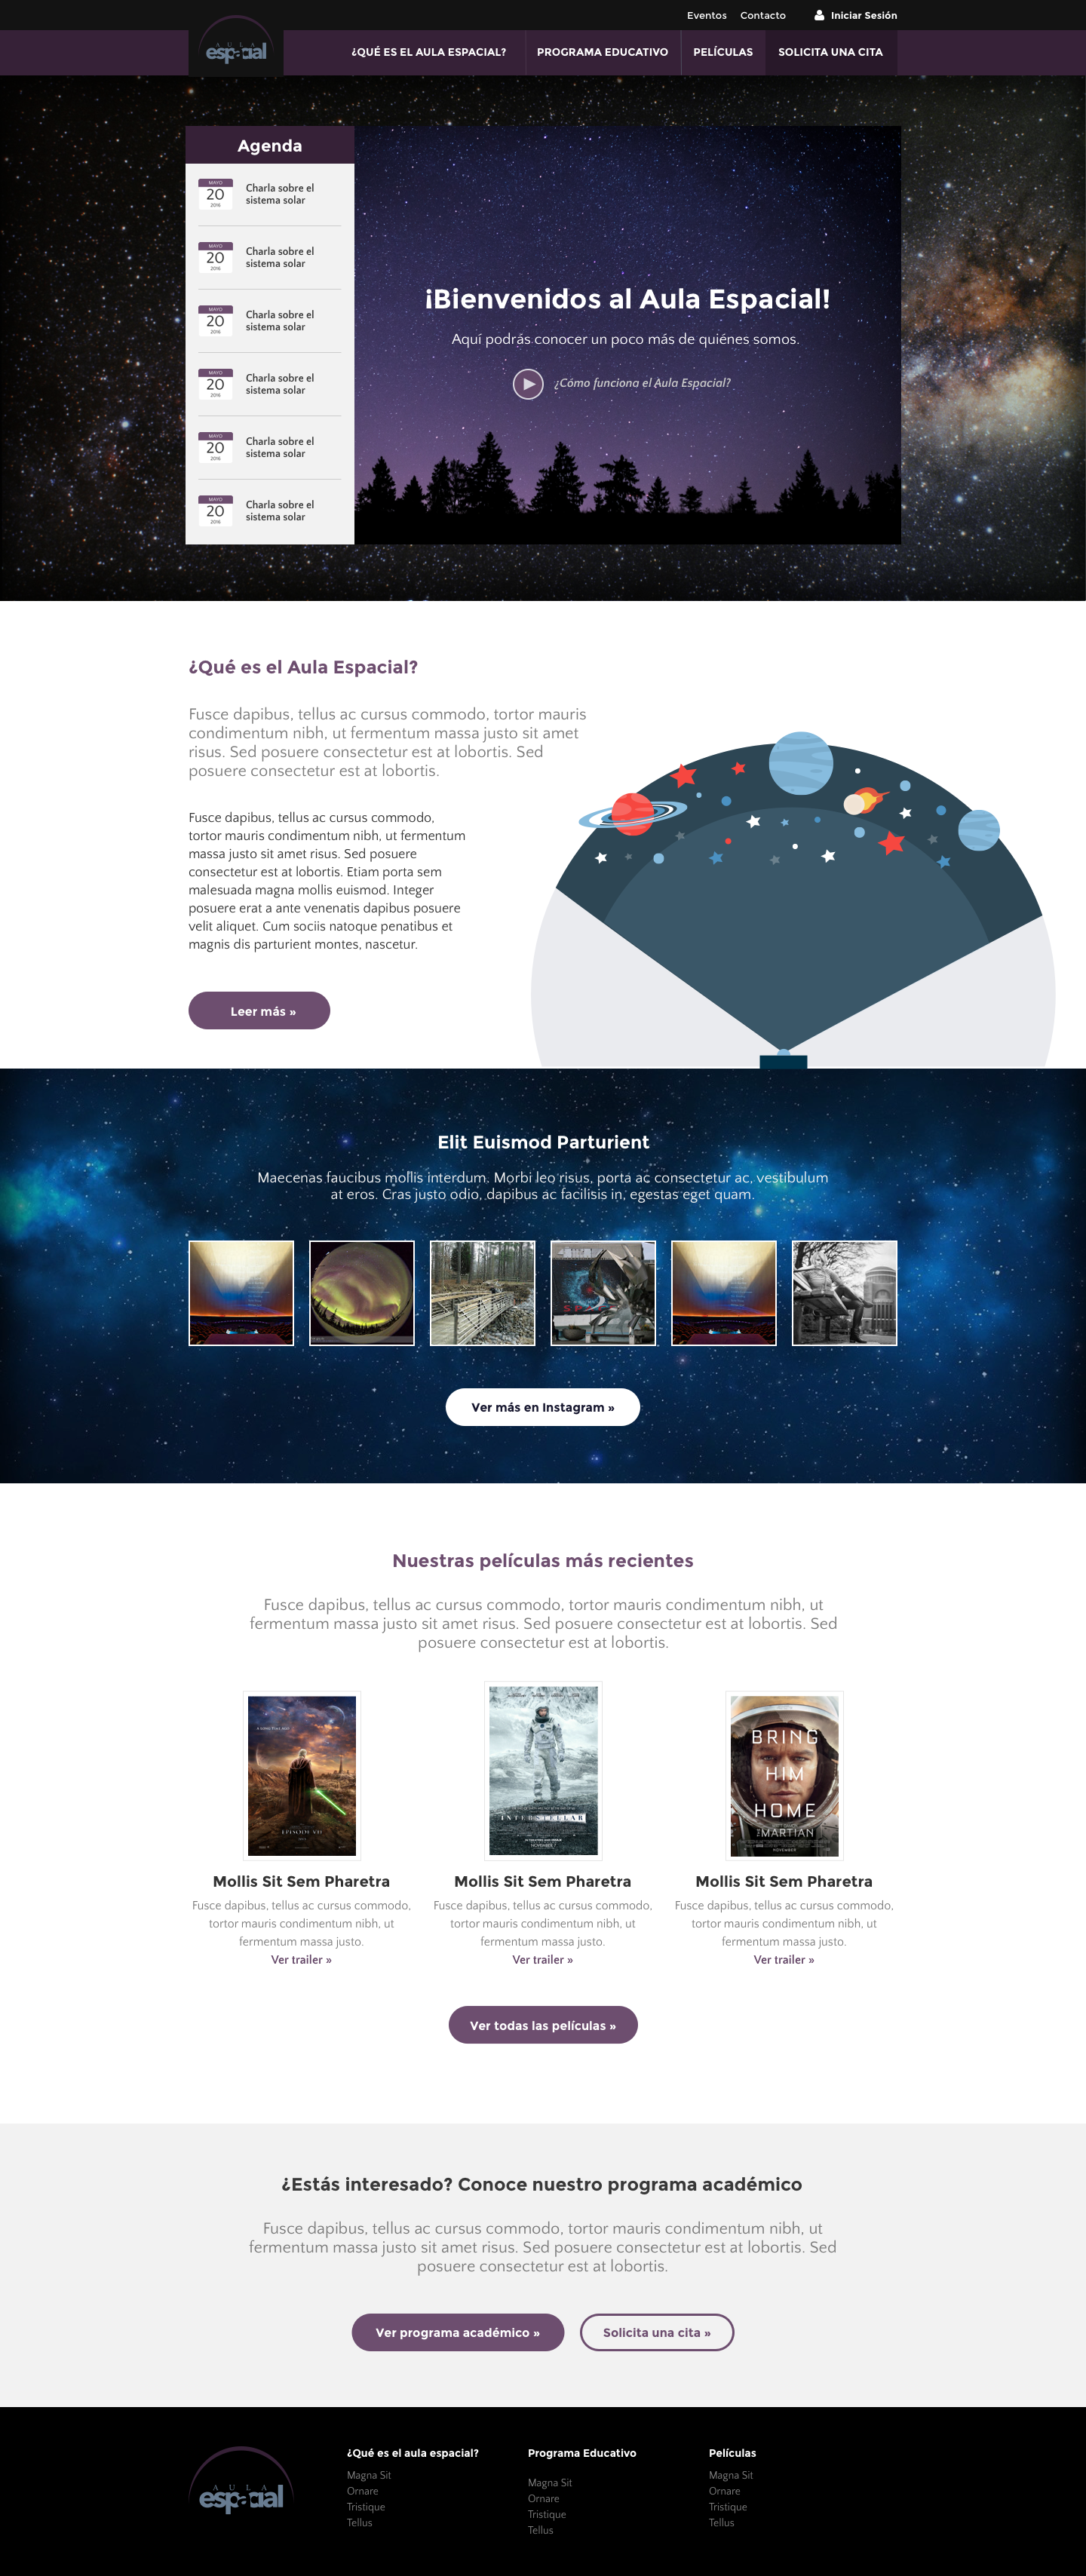 Eventos Contacto Iniciar Sesión
AULA
espacial
¿QUÉ ES EL AULA ESPACIAL? PROGRAMA EDUCATIVO PELÍCULAS SOLICITA UNA CITA
Agenda
MAYO
20
2016
Charla sobre el
sistema solar
MAYO
20
2016
Charla sobre el
sistema solar
MAYO
20
2016
Charla sobre el
sistema solar
MAYO
20
2016
Charla sobre el
sistema solar
MAYO
20
2016
Charla sobre el
sistema solar
MAYO
20
2016
Charla sobre el
sistema solar
¡Bienvenidos al Aula Espacial!
Aquí podrás conocer un poco más de quiénes somos.
¿Cómo funciona el Aula Espacial?
¿Qué es el Aula Espacial?
Fusce dapibus, tellus ac cursus commodo, tortor mauris
condimentum nibh, ut fermentum massa justo sit amet
risus. Sed posuere consectetur est at lobortis. Sed
posuere consectetur est at lobortis.
Fusce dapibus, tellus ac cursus commodo,
tortor mauris condimentum nibh, ut fermentum
massa justo sit amet risus. Sed posuere
consectetur est at lobortis. Etiam porta sem
malesuada magna mollis euismod. Integer
posuere erat a ante venenatis dapibus posuere
velit aliquet. Cum sociis natoque penatibus et
magnis dis parturient montes, nascetur.
Leer más »
Elit Euismod Parturient
Maecenas faucibus mollis interdum. Morbi leo risus, porta ac consectetur ac, vestibulum
at eros. Cras justo odio, dapibus ac facilisis in, egestas eget quam.
Ver más en Instagram »
Nuestras películas más recientes
Fusce dapibus, tellus ac cursus commodo, tortor mauris condimentum nibh, ut
fermentum massa justo sit amet risus. Sed posuere consectetur est at lobortis. Sed
posuere consectetur est at lobortis.
EPISODE VII
INTERSTELLAR
NOVEMBER 7
BRING
HIM
HOME
THE MARTIAN
NOVEMBER
Mollis Sit Sem Pharetra
Fusce dapibus, tellus ac cursus commodo,
tortor mauris condimentum nibh, ut
fermentum massa justo.
Ver trailer »
Mollis Sit Sem Pharetra
Fusce dapibus, tellus ac cursus commodo,
tortor mauris condimentum nibh, ut
fermentum massa justo.
Ver trailer »
Mollis Sit Sem Pharetra
Fusce dapibus, tellus ac cursus commodo,
tortor mauris condimentum nibh, ut
fermentum massa justo.
Ver trailer »
Ver todas las películas »
¿Estás interesado? Conoce nuestro programa académico
Fusce dapibus, tellus ac cursus commodo, tortor mauris condimentum nibh, ut
fermentum massa justo sit amet risus. Sed posuere consectetur est at lobortis. Sed
posuere consectetur est at lobortis.
Ver programa académico » Solicita una cita »
AULA
espacial
¿Qué es el aula espacial?
Magna Sit
Ornare
Tristique
Tellus
Programa Educativo
Magna Sit
Ornare
Tristique
Tellus
Películas
Magna Sit
Ornare
Tristique
Tellus